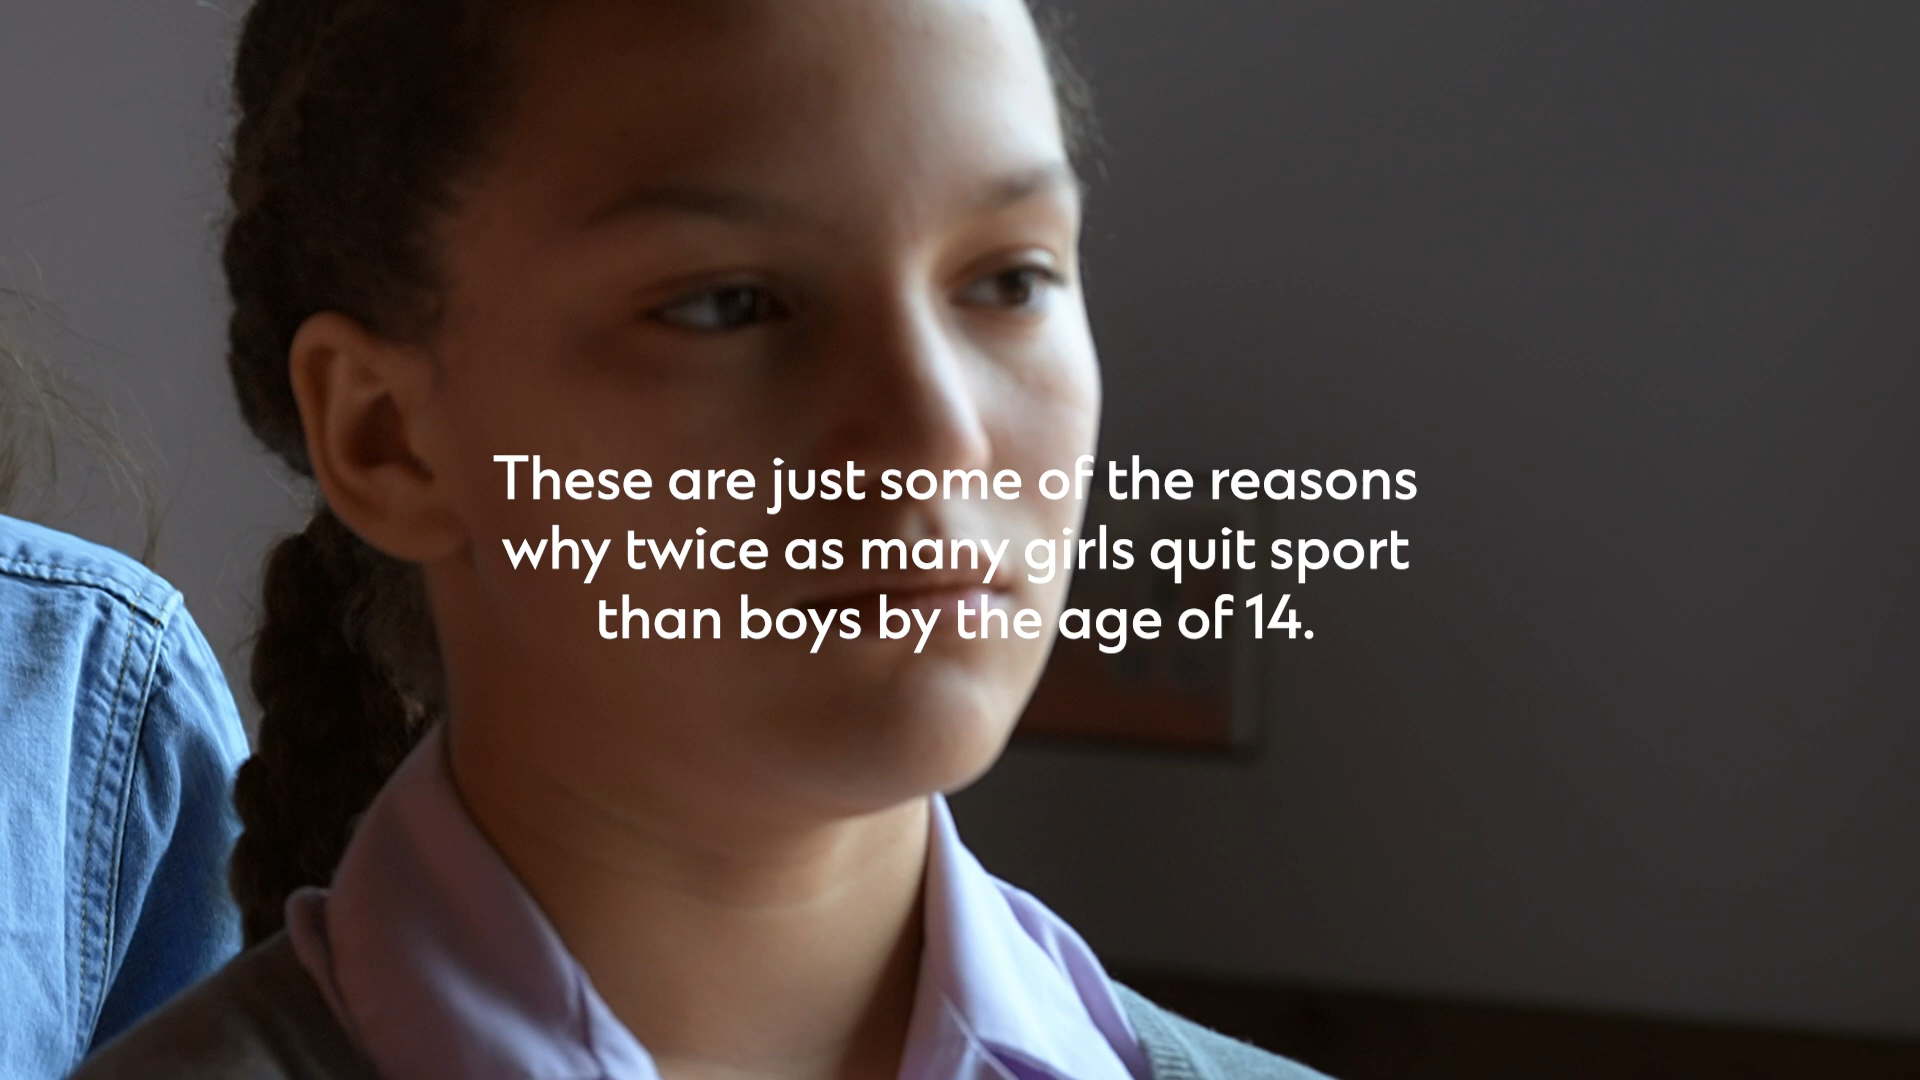 These are just some of the reasons
why twice as many girls quit sport
than boys by the age of 14.